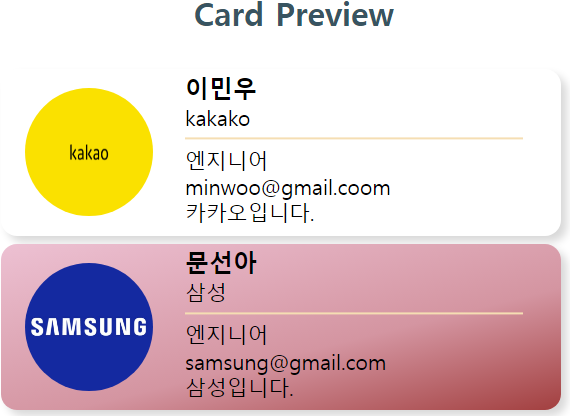 Card Preview
kakao
이민우
kakako
엔지니어
minwoo@gmail.coom
카카오입니다.
SAMSUNG
문선아
삼성
엔지니어
samsung@gmail.com
삼성입니다.